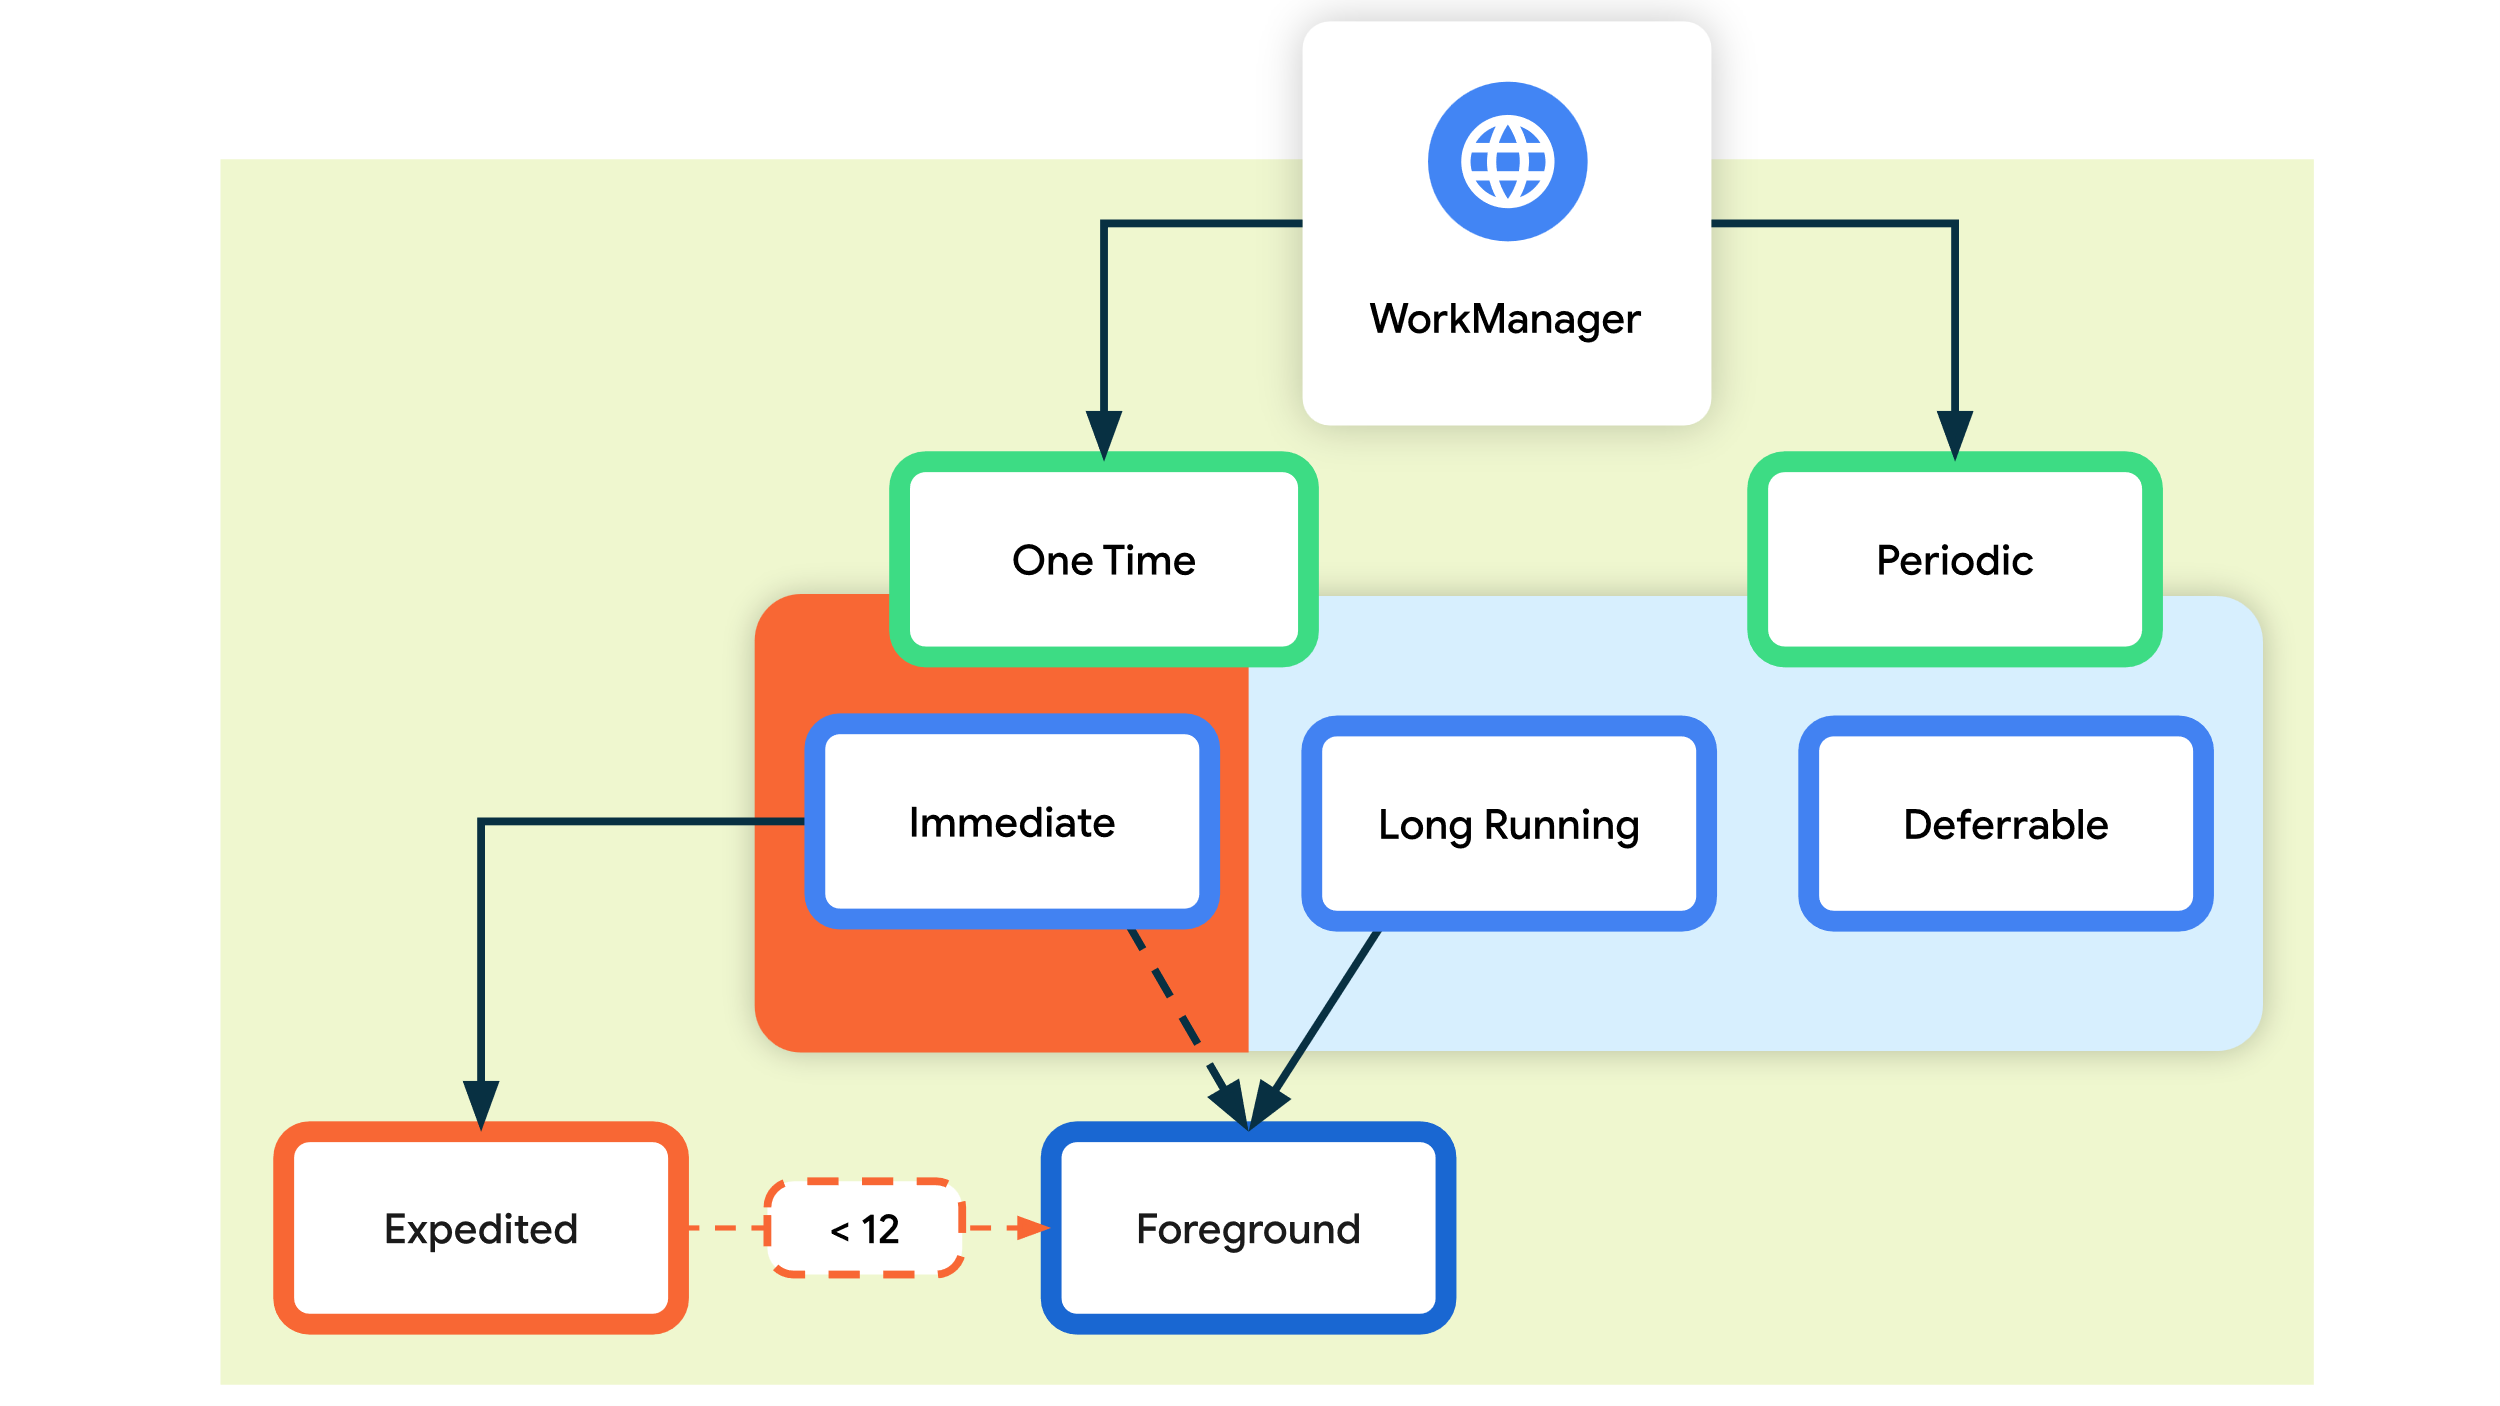 WorkManager
One Time
Periodic
Immediate
Long Running
Deferrable
Expedited
< 12
Foreground